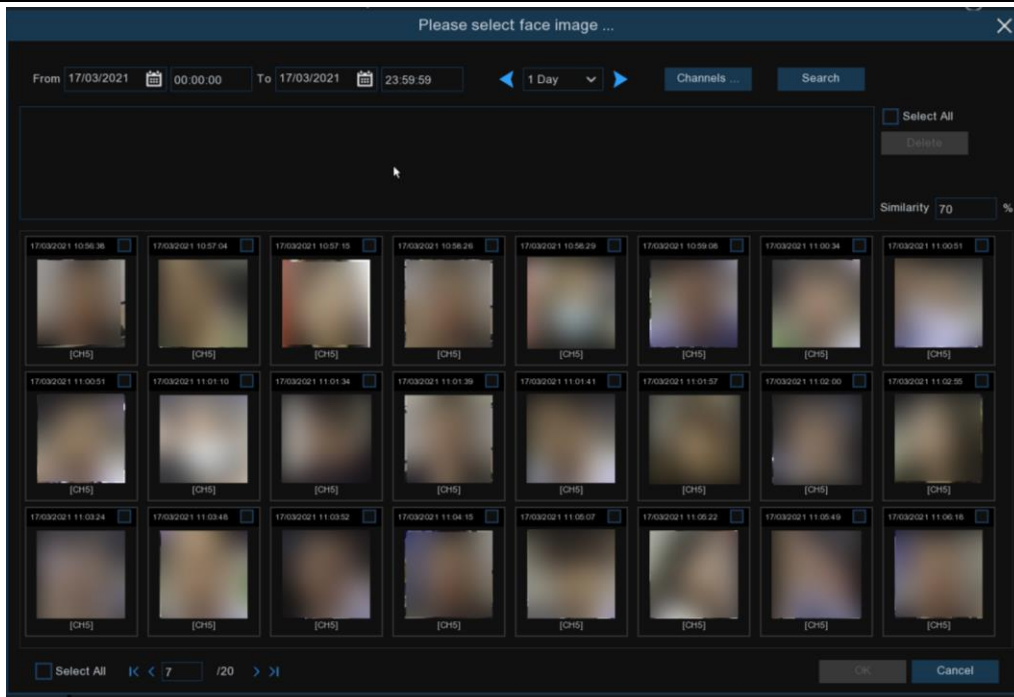 Please select face image ...
From 17/03/2021 00:00:00 To 17/03/2021 23:59:59 1 Day Channels ... Search
Select All
Delete
Similarity 70 %
17/03/2021 10:56:36 17/03/2021 10:57:04 17/03/2021 10:57:15 17/03/2021 10:58:26 17/03/2021 10:58:29 17/03/2021 10:59:08 17/03/2021 11:00:34 17/03/2021 11:00:51
[CH5] [CH5] [CH5] [CH5] [CH5] [CH5] [CH5] [CH5]
17/03/2021 11:00:51 17/03/2021 11:01:10 17/03/2021 11:01:34 17/03/2021 11:01:39 17/03/2021 11:01:41 17/03/2021 11:01:57 17/03/2021 11:02:00 17/03/2021 11:02:55
[CH5] [CH5] [CH5] [CH5] [CH5] [CH5] [CH5] [CH5]
17/03/2021 11:03:24 17/03/2021 11:03:48 17/03/2021 11:03:52 17/03/2021 11:04:15 17/03/2021 11:05:07 17/03/2021 11:05:22 17/03/2021 11:05:49 17/03/2021 11:06:16
[CH5] [CH5] [CH5] [CH5] [CH5] [CH5] [CH5] [CH5]
Select All 7 /20 OK Cancel